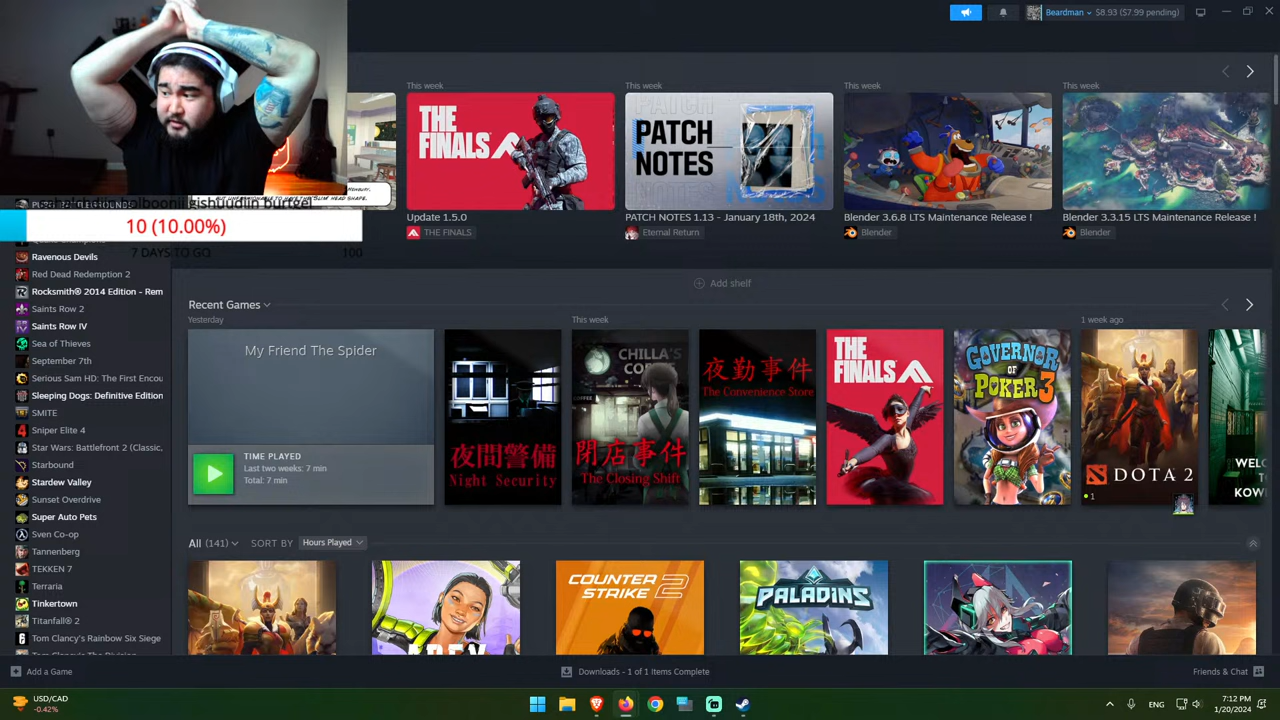 Beardman
$8.93 ($7.99 pending)
This week
This week
This week
This week
THE
FINALS
PATCH
NOTES
Update 1.5.0
THE FINALS
PATCH NOTES 1.13 - January 18th, 2024
Eternal Return
Blender 3.6.8 LTS Maintenance Release !
Blender
Blender 3.3.15 LTS Maintenance Release !
Blender
10 (10.00%)
7 DAYS TO GO
100
Ravenous Devils
Red Dead Redemption 2
Rocksmith® 2014 Edition - Rem
Saints Row 2
Saints Row IV
Sea of Thieves
September 7th
Serious Sam HD: The First Encou
Sleeping Dogs: Definitive Edition
SMITE
Sniper Elite 4
Star Wars: Battlefront 2 (Classic,
Starbound
Stardew Valley
Sunset Overdrive
Super Auto Pets
Sven Co-op
Tannenberg
TEKKEN 7
Terraria
Tinkertown
Titanfall® 2
Tom Clancy's Rainbow Six Siege
Add shelf
Recent Games
Yesterday
This week
1 week ago
My Friend The Spider
TIME PLAYED
Last two weeks: 7 min
Total: 7 min
夜間警備
Night Security
CHILLA'S
閉店事件
The Closing Shift
夜勤事件
The Convenience Store
THE
FINALS
GOVERNOR
OF
POKER 3
DOTA 2
1
WELC
TO
KOW
All (141)
SORT BY
Hours Played
APEX
COUNTER
STRIKE 2
PALADINS
Add a Game
Downloads - 1 of 1 Items Complete
Friends & Chat
USD/CAD
-0.42%
ENG
7:12 PM
1/20/2024